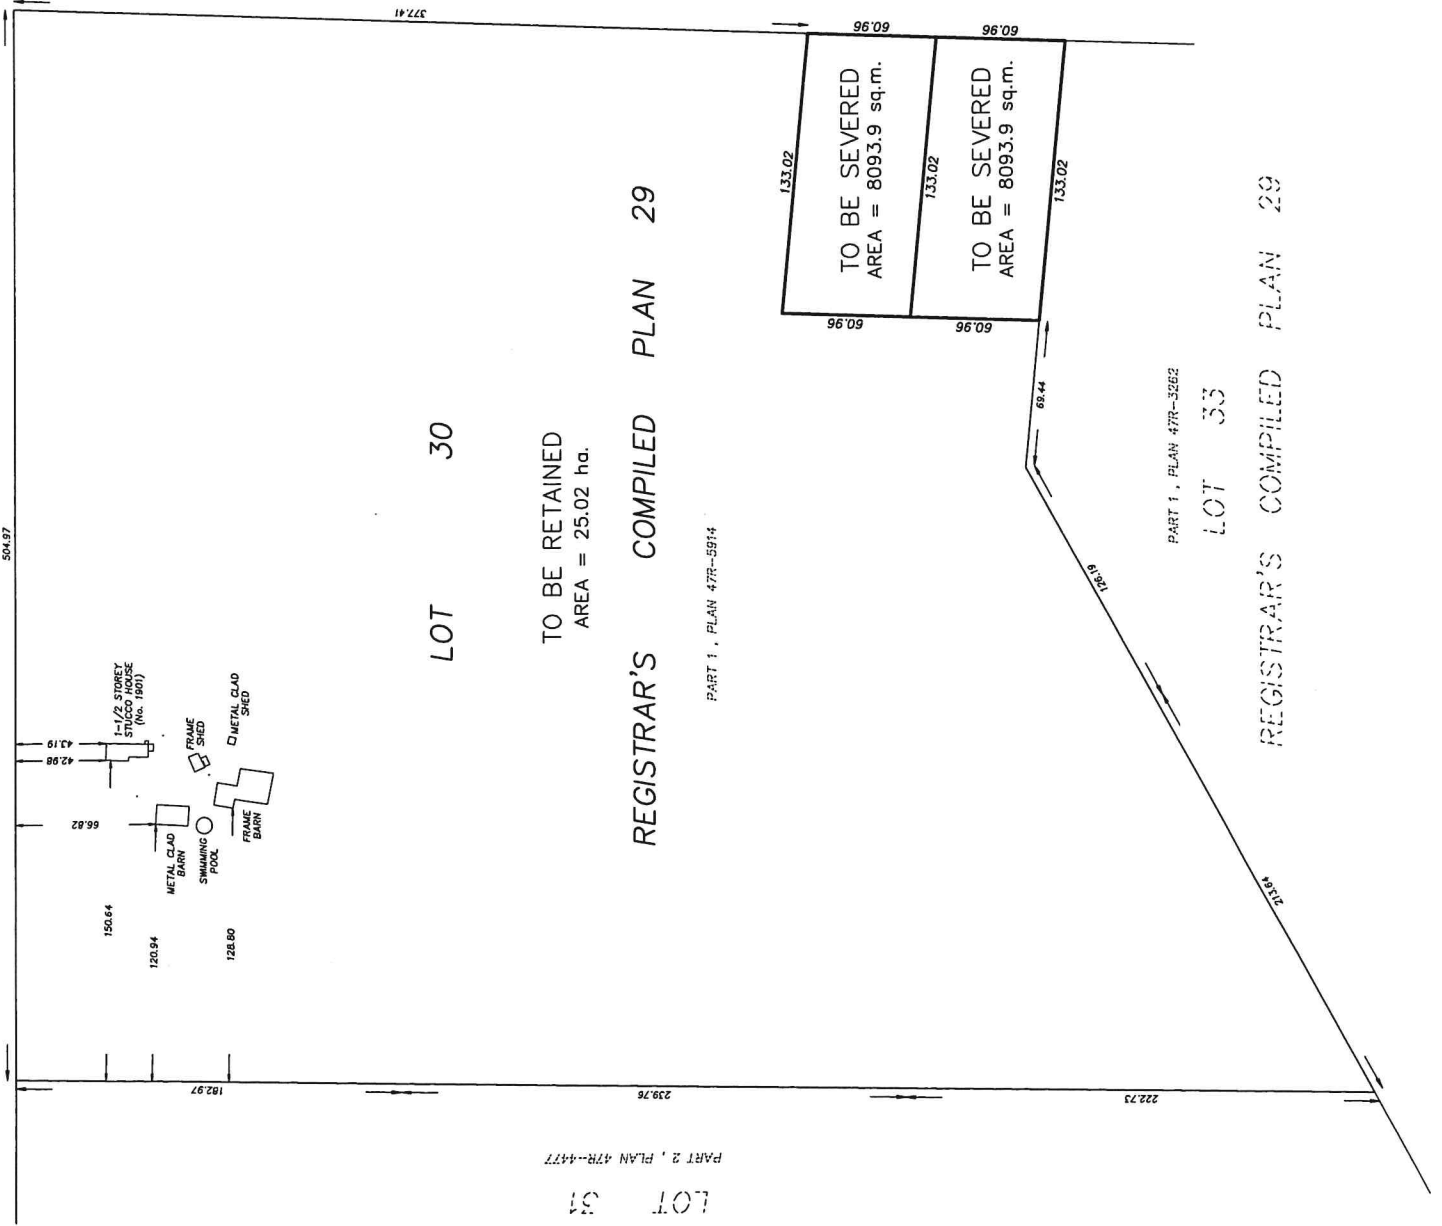 504.97
377.41
60.96
60.96
133.02
TO BE SEVERED
AREA = 8093.9 sq.m.
133.02
TO BE SEVERED
AREA = 8093.9 sq.m.
133.02
60.96
60.96
69.44
126.19
213.64
LOT 30
TO BE RETAINED
AREA = 25.02 ha.
REGISTRAR'S COMPILED PLAN 29
PART 1 , PLAN 47R-5914
PART 1 , PLAN 47R-3262
LOT 33
REGISTRAR'S COMPILED PLAN 29
43.19
42.98
66.82
1-1/2 STOREY
STUCCO HOUSE
(No. 1901)
FRAME
SHED
METAL CLAD
SHED
METAL CLAD
BARN
SWIMMING
POOL
FRAME
BARN
150.64
120.94
128.80
182.97
239.76
222.73
PART 2 , PLAN 47R-4477
LOT 31